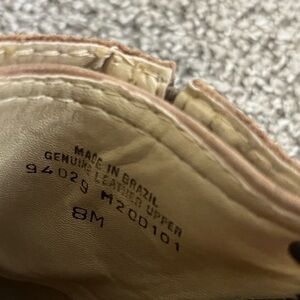 MADE IN BRAZIL
GENUINE LEATHER UPPER
94029 M200101
8M